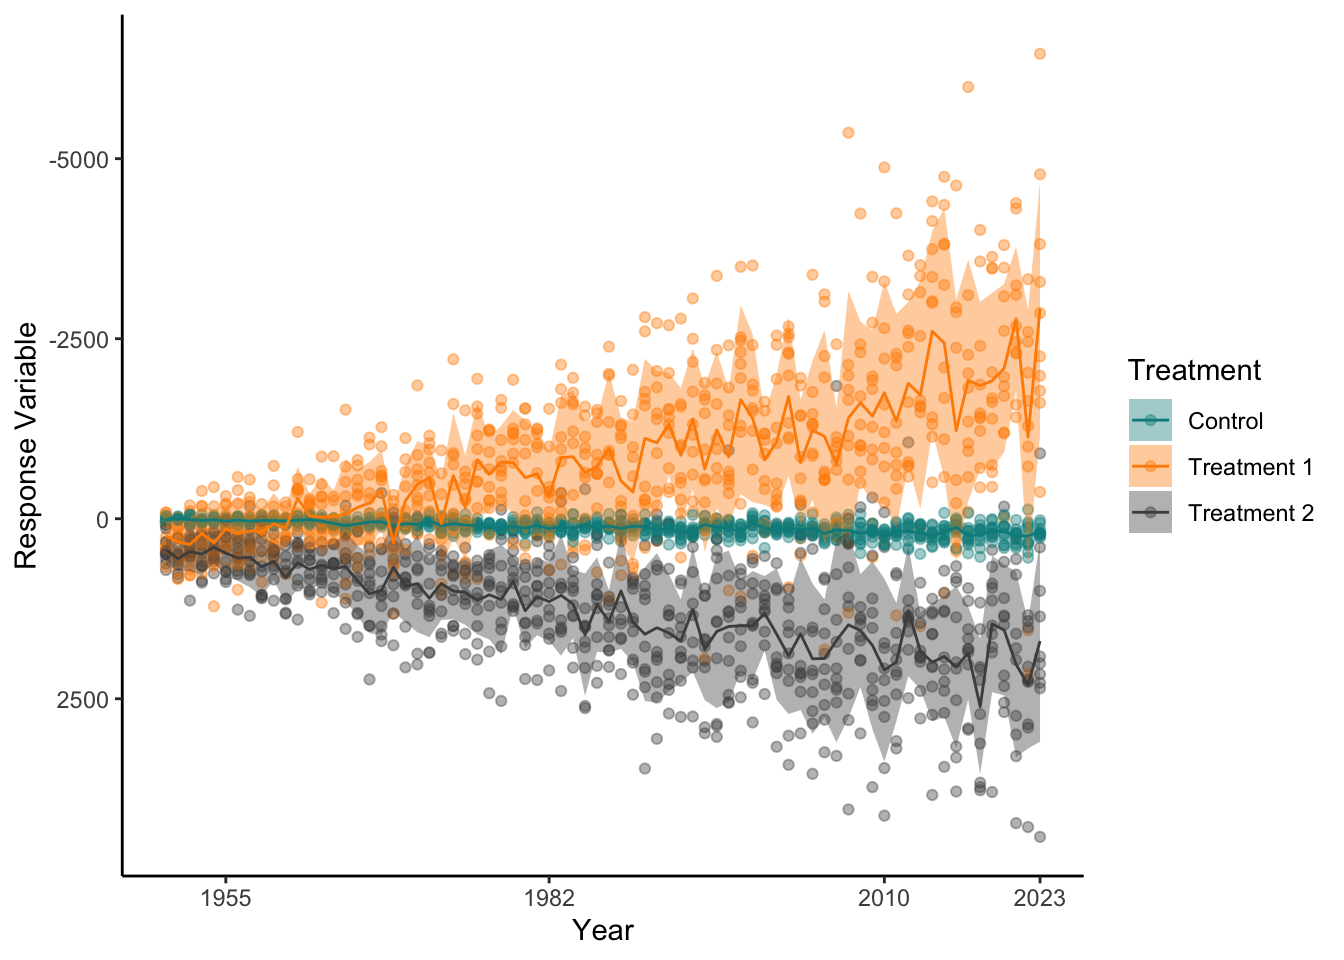 -5000
-2500
0
2500
Response Variable
1955
1982
2010
2023
Year
Treatment
Control
Treatment 1
Treatment 2